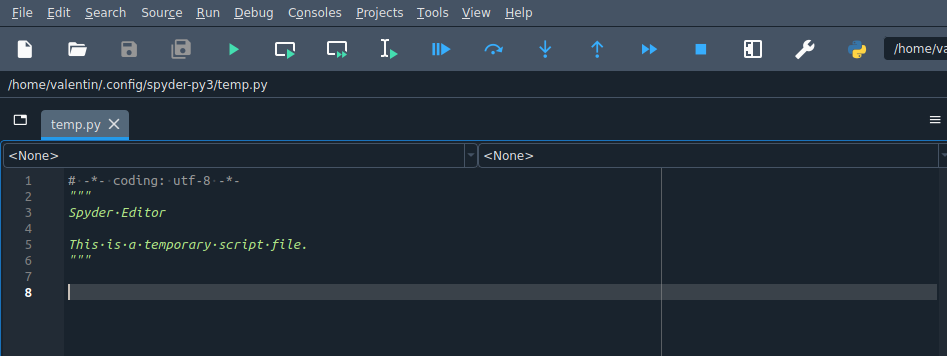 File Edit Search Source Run Debug Consoles Projects Tools View Help
/home/va
/home/valentin/.config/spyder-py3/temp.py
temp.py
<None> <None>
1 # -*- coding: utf-8 -*-
2 """
3 Spyder·Editor
4
5 This·is·a·temporary·script·file.
6 """
7
8